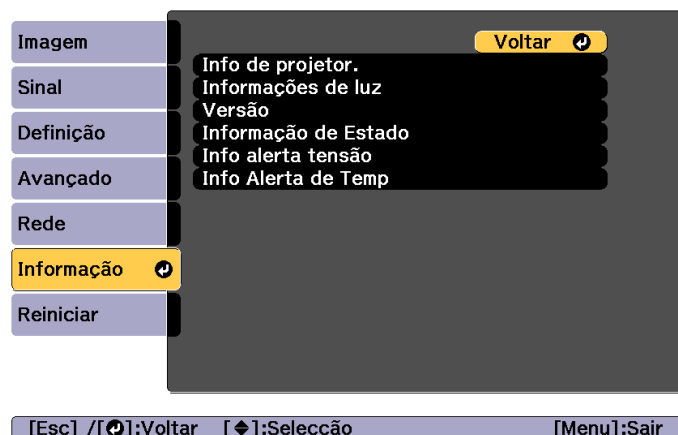 Imagem
Sinal
Definição
Avançado
Rede
Informação
Reiniciar
Voltar
Info de projetor.
Informações de luz
Versão
Informação de Estado
Info alerta tensão
Info Alerta de Temp
[Esc] /[ ]:Voltar [ ]:Selecção [Menu]:Sair